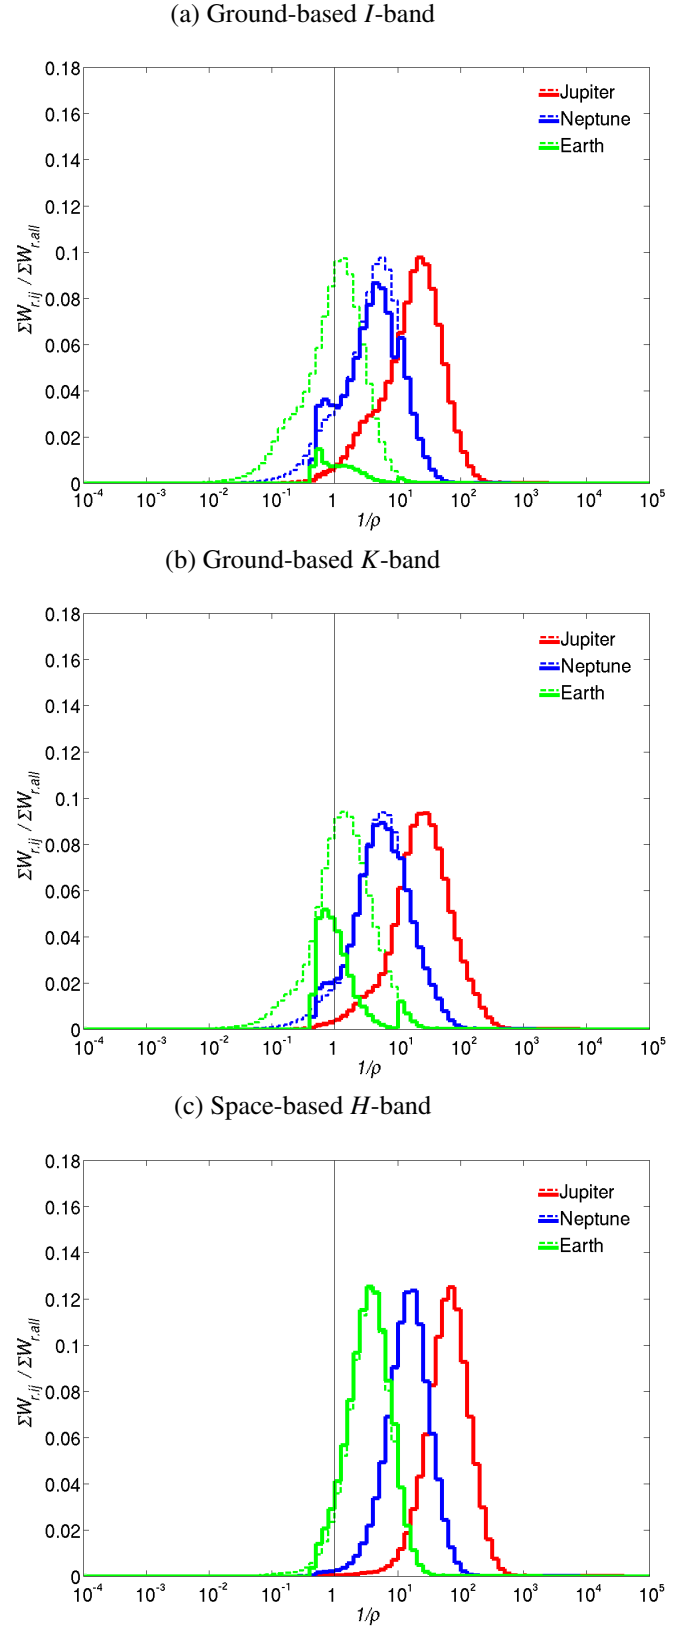 (a) Ground-based I-band
0.18
0.16
0.14
0.12
0.1
0.08
0.06
0.04
0.02
0
ΣW_{r.ij} / ΣW_{r.all}
Jupiter
Neptune
Earth
10^{-4} 10^{-3} 10^{-2} 10^{-1} 1 10^{1} 10^{2} 10^{3} 10^{4} 10^{5}
1/ρ
(b) Ground-based K-band
0.18
0.16
0.14
0.12
0.1
0.08
0.06
0.04
0.02
0
ΣW_{r.ij} / ΣW_{r.all}
Jupiter
Neptune
Earth
10^{-4} 10^{-3} 10^{-2} 10^{-1} 1 10^{1} 10^{2} 10^{3} 10^{4} 10^{5}
1/ρ
(c) Space-based H-band
0.18
0.16
0.14
0.12
0.1
0.08
0.06
0.04
0.02
0
ΣW_{r.ij} / ΣW_{r.all}
Jupiter
Neptune
Earth
10^{-4} 10^{-3} 10^{-2} 10^{-1} 1 10^{1} 10^{2} 10^{3} 10^{4} 10^{5}
1/ρ